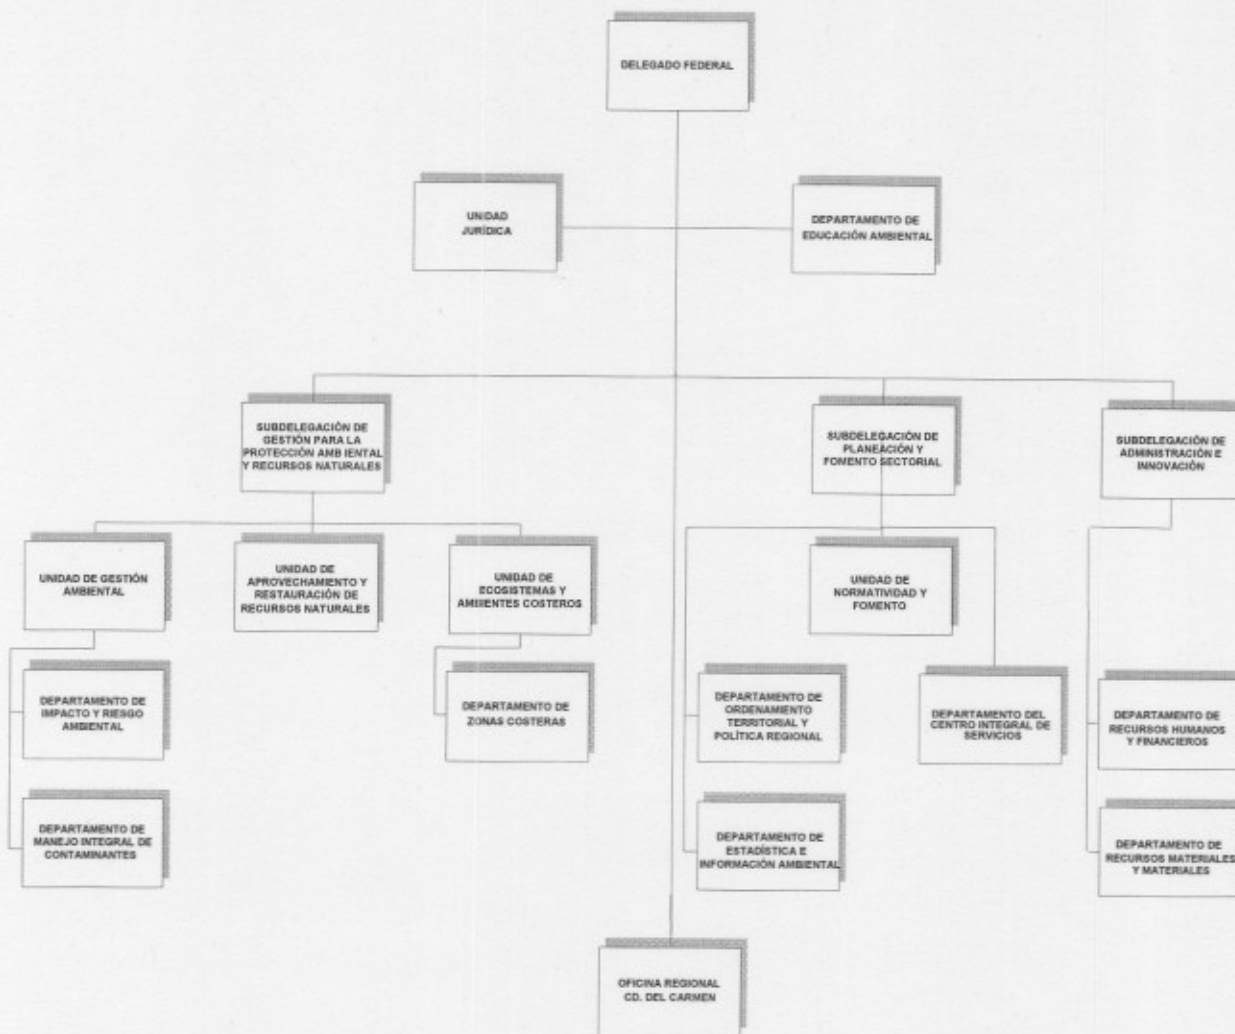 DELEGADO FEDERAL
UNIDAD
JURÍDICA
DEPARTAMENTO DE
EDUCACIÓN AMBIENTAL
SUBDELEGACIÓN DE
GESTIÓN PARA LA
PROTECCIÓN AMBIENTAL
Y RECURSOS NATURALES
SUBDELEGACIÓN DE
PLANEACIÓN Y
FOMENTO SECTORIAL
SUBDELEGACIÓN DE
ADMINISTRACIÓN E
INNOVACIÓN
UNIDAD DE GESTIÓN
AMBIENTAL
UNIDAD DE
APROVECHAMIENTO Y
RESTAURACIÓN DE
RECURSOS NATURALES
UNIDAD DE
ECOSISTEMAS Y
AMBIENTES COSTEROS
UNIDAD DE
NORMATIVIDAD Y
FOMENTO
DEPARTAMENTO DE
IMPACTO Y RIESGO
AMBIENTAL
DEPARTAMENTO DE
ZONAS COSTERAS
DEPARTAMENTO DE
ORDENAMIENTO
TERRITORIAL Y
POLÍTICA REGIONAL
DEPARTAMENTO DEL
CENTRO INTEGRAL DE
SERVICIOS
DEPARTAMENTO DE
RECURSOS HUMANOS
Y FINANCIEROS
DEPARTAMENTO DE
MANEJO INTEGRAL DE
CONTAMINANTES
DEPARTAMENTO DE
ESTADÍSTICA E
INFORMACIÓN AMBIENTAL
DEPARTAMENTO DE
RECURSOS MATERIALES
Y MATERIALES
OFICINA REGIONAL
CD. DEL CARMEN